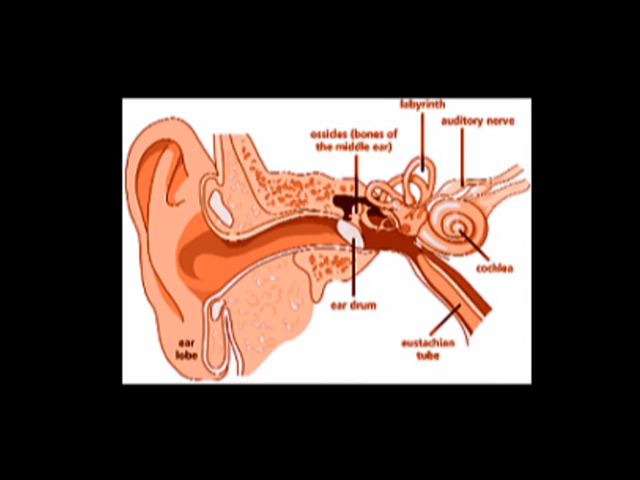 labyrinth
auditory nerve
ossicles (bones of
the middle ear)
cochlea
ear drum
ear
lobe
eustachian
tube